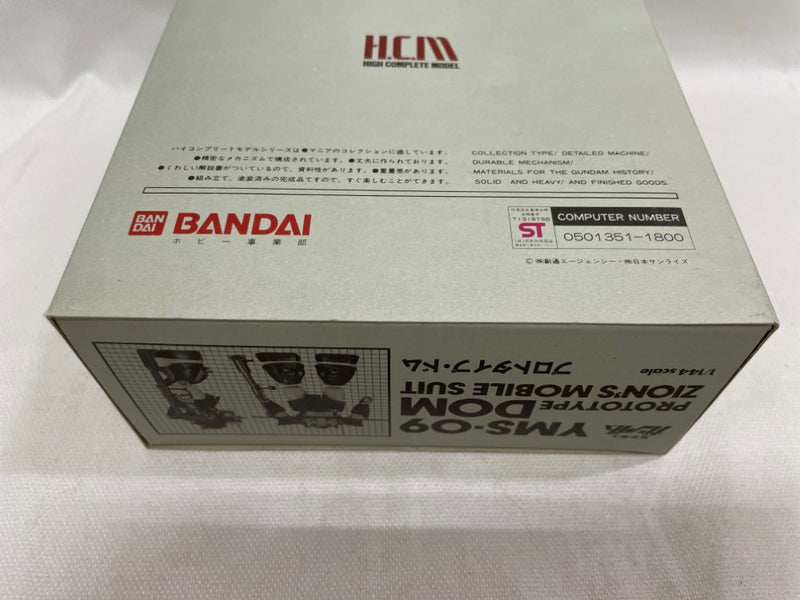 H.C.M
HIGH COMPLETE MODEL
ハイコンプリートモデルシリーズは●マニアのコレクションに適しています。
●精密なメカニズムで構成されています。●丈夫に作られております。
●くわしい解説書がついているので、資料性があります。●重量感があります。
●組み立て、塗装済みの完成品ですので、すぐ楽しむことができます。
COLLECTION TYPE/ DETAILED MACHINE/
DURABLE MECHANISM/
MATERIALS FOR THE GUNDAM HISTORY/
SOLID AND HEAVY/ AND FINISHED GOODS.
BAN
DAI
BANDAI
ホビー事業部
T1319750
ST
COMPUTER NUMBER
0501351-1800
©㈱創通エージェンシー・㈱日本サンライズ
ガンダム
YMS-09
PROTOTYPE DOM
ZION'S MOBILE SUIT
1/144 scale
プロトタイプ・ドム